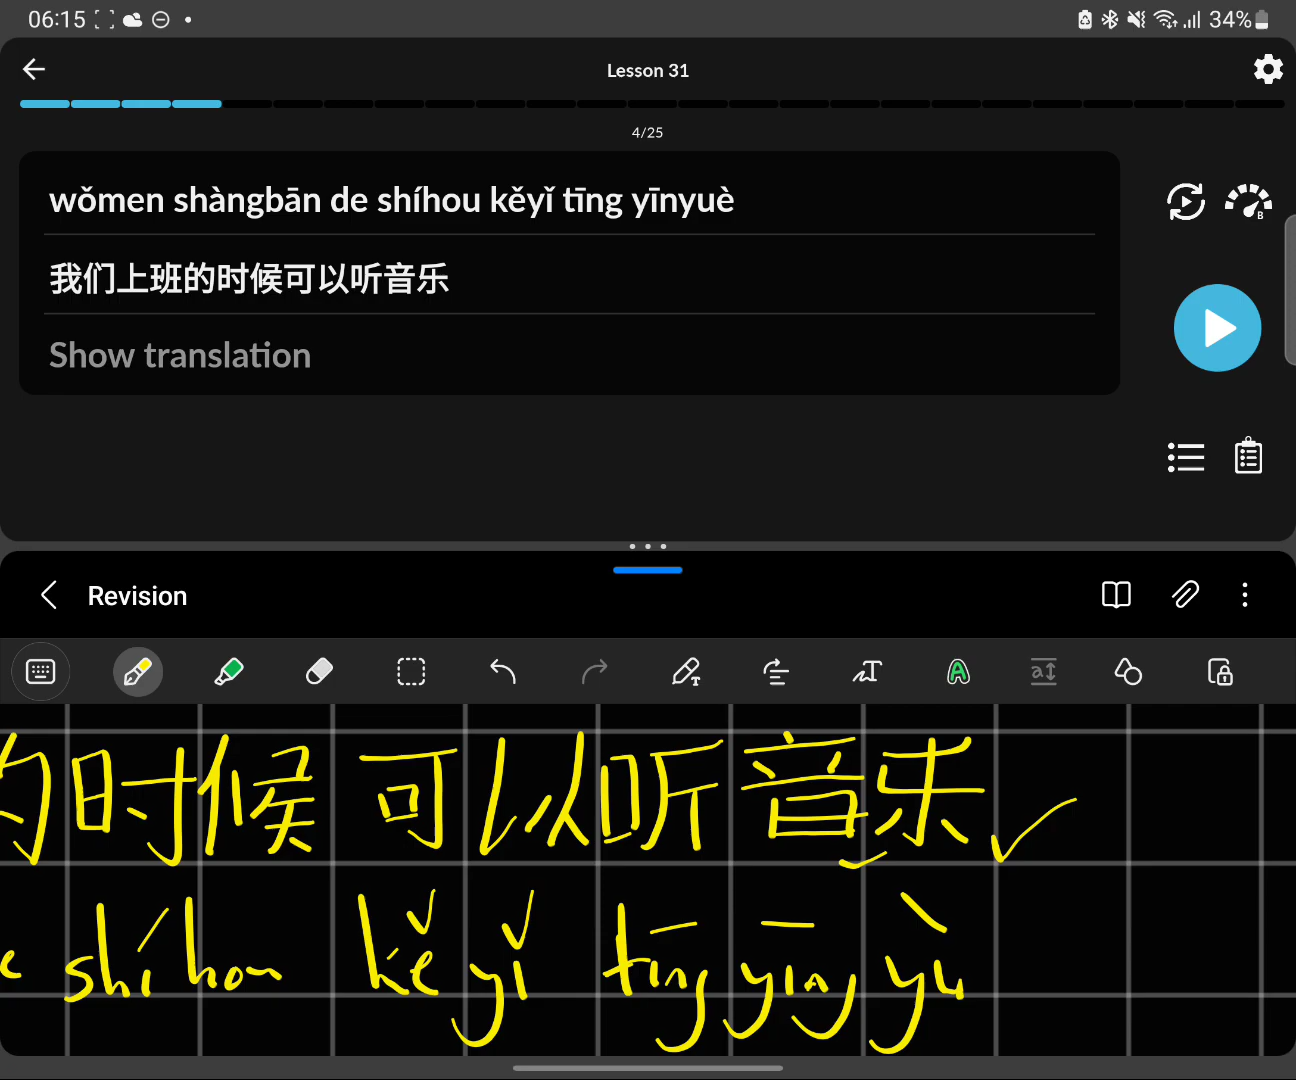 06:15
34%
Lesson 31
4/25
wǒmen shàngbān de shíhou kěyǐ tīng yīnyuè
B
我们上班的时候可以听音乐
Show translation
Revision
的时候可以听音乐
shíhou kěyǐ tīng yīn yù